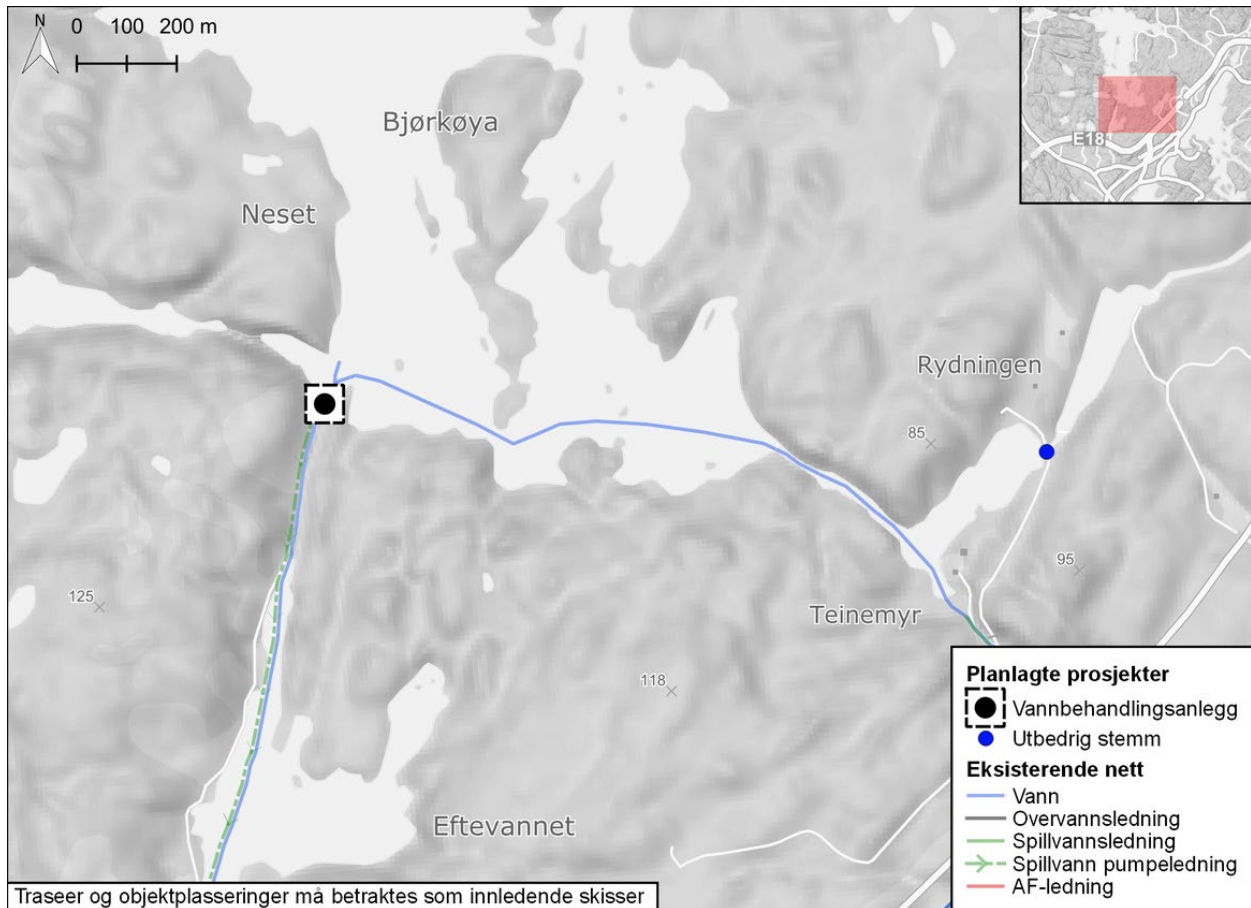 N
0 100 200 m
E18
Bjørkøya
Neset
Rydningen
85
95
125
Teinemyr
118
Eftevannet
Planlagte prosjekter
Vannbehandlingsanlegg
Utbedrig stemm
Eksisterende nett
Vann
Overvannsledning
Spillvannsledning
Spillvann pumpeledning
AF-ledning
Traseer og objektplasseringer må betraktes som innledende skisser